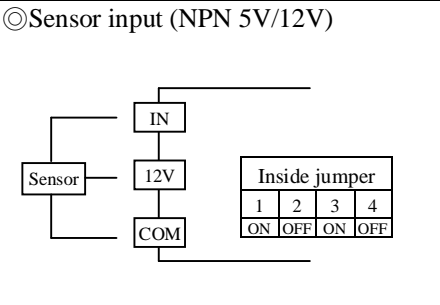 ◎Sensor input (NPN 5V/12V)
IN
Sensor
12V
COM
Inside jumper
1 2 3 4
ON OFF ON OFF